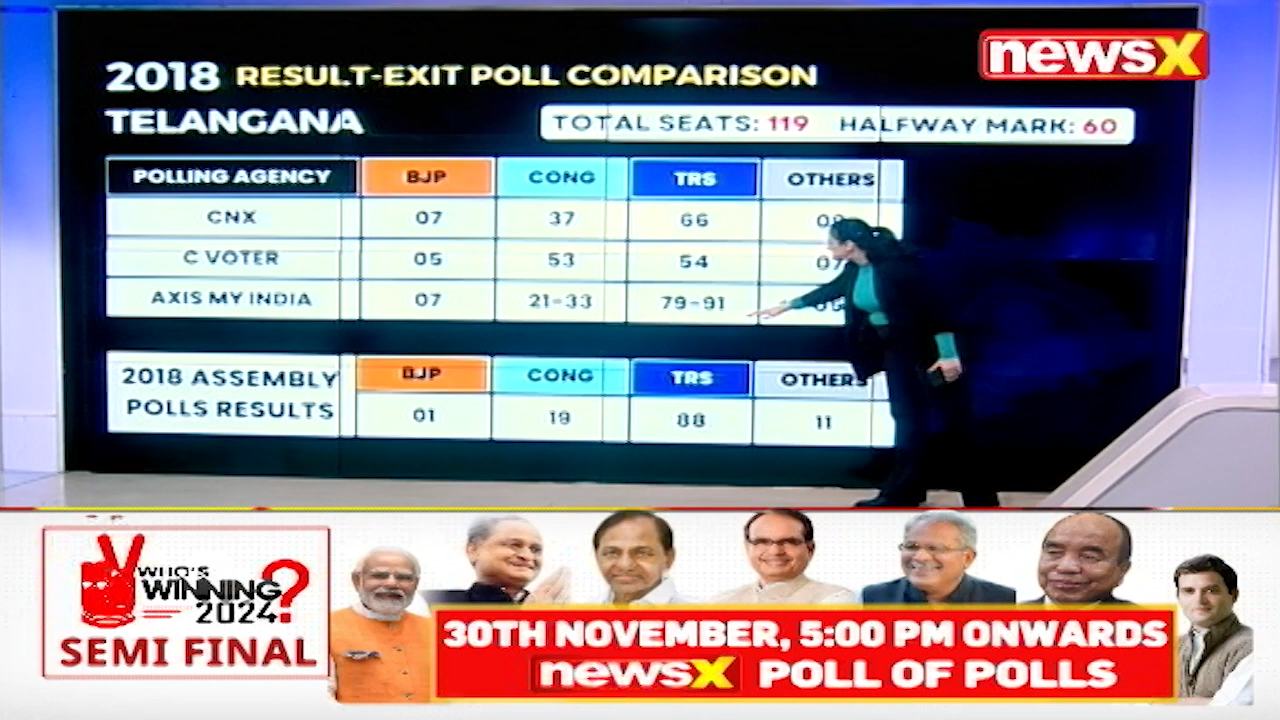 newsX
2018 RESULT-EXIT POLL COMPARISON
TELANGANA
TOTAL SEATS: 119 HALFWAY MARK: 60
POLLING AGENCY BJP CONG TRS OTHERS
CNX 07 37 66
C VOTER 05 53 54 07
AXIS MY INDIA 07 21-33 79-91
2018 ASSEMBLY POLLS RESULTS
BJP CONG TRS OTHERS
01 19 88 11
WHO'S
WINNING?
2024
SEMI FINAL
30TH NOVEMBER, 5:00 PM ONWARDS
newsX POLL OF POLLS